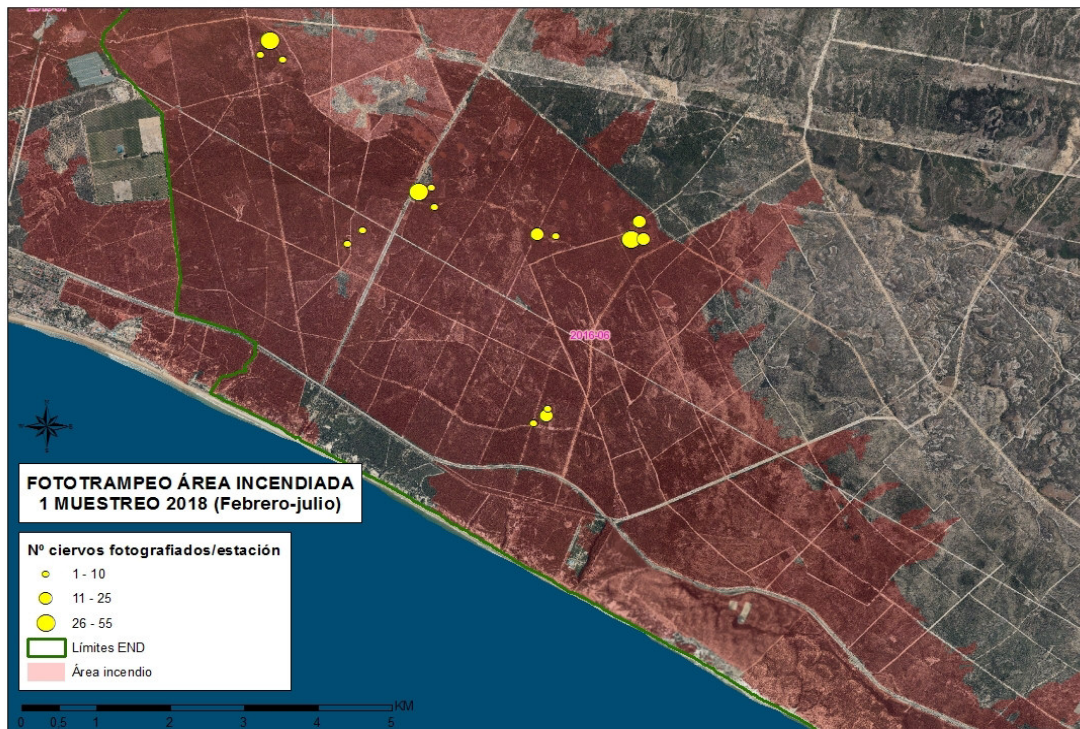 2016-06
FOTOTRAMPEO ÁREA INCENDIADA
1 MUESTREO 2018 (Febrero-julio)
Nº ciervos fotografiados/estación
1 - 10
11 - 25
26 - 55
Límites END
Área incendio
KM
0 0.5 1 2 3 4 5